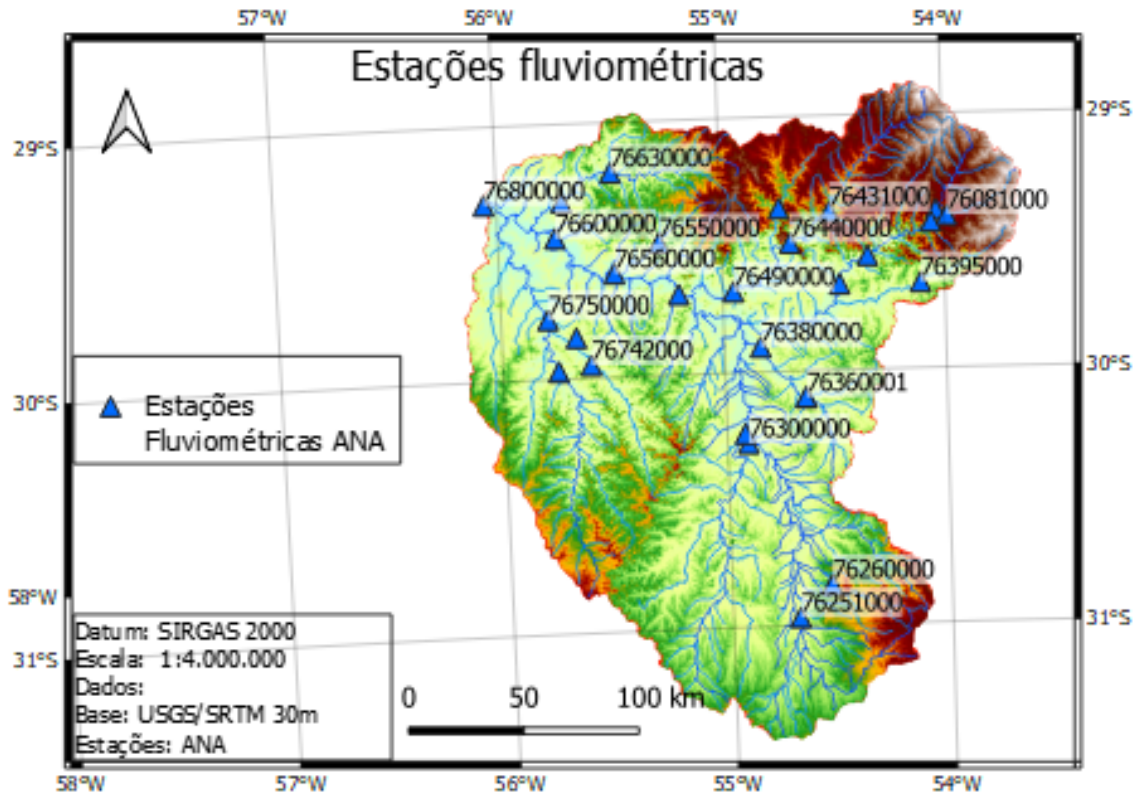 57°W 56°W 55°W 54°W
Estações fluviométricas
29°S
29°S
76630000
76800000
76431000
76081000
76600000
76550000
76440000
76560000
76490000
76395000
76750000
76380000
76742000
30°S
30°S
76360001
Estações
Fluviométricas ANA
76300000
76260000
58°W
76251000
31°S
Datum: SIRGAS 2000
Escala: 1:4.000.000
Dados:
Base: USGS/SRTM 30m
Estações: ANA
31°S
0 50 100 km
58°W 57°W 56°W 55°W 54°W